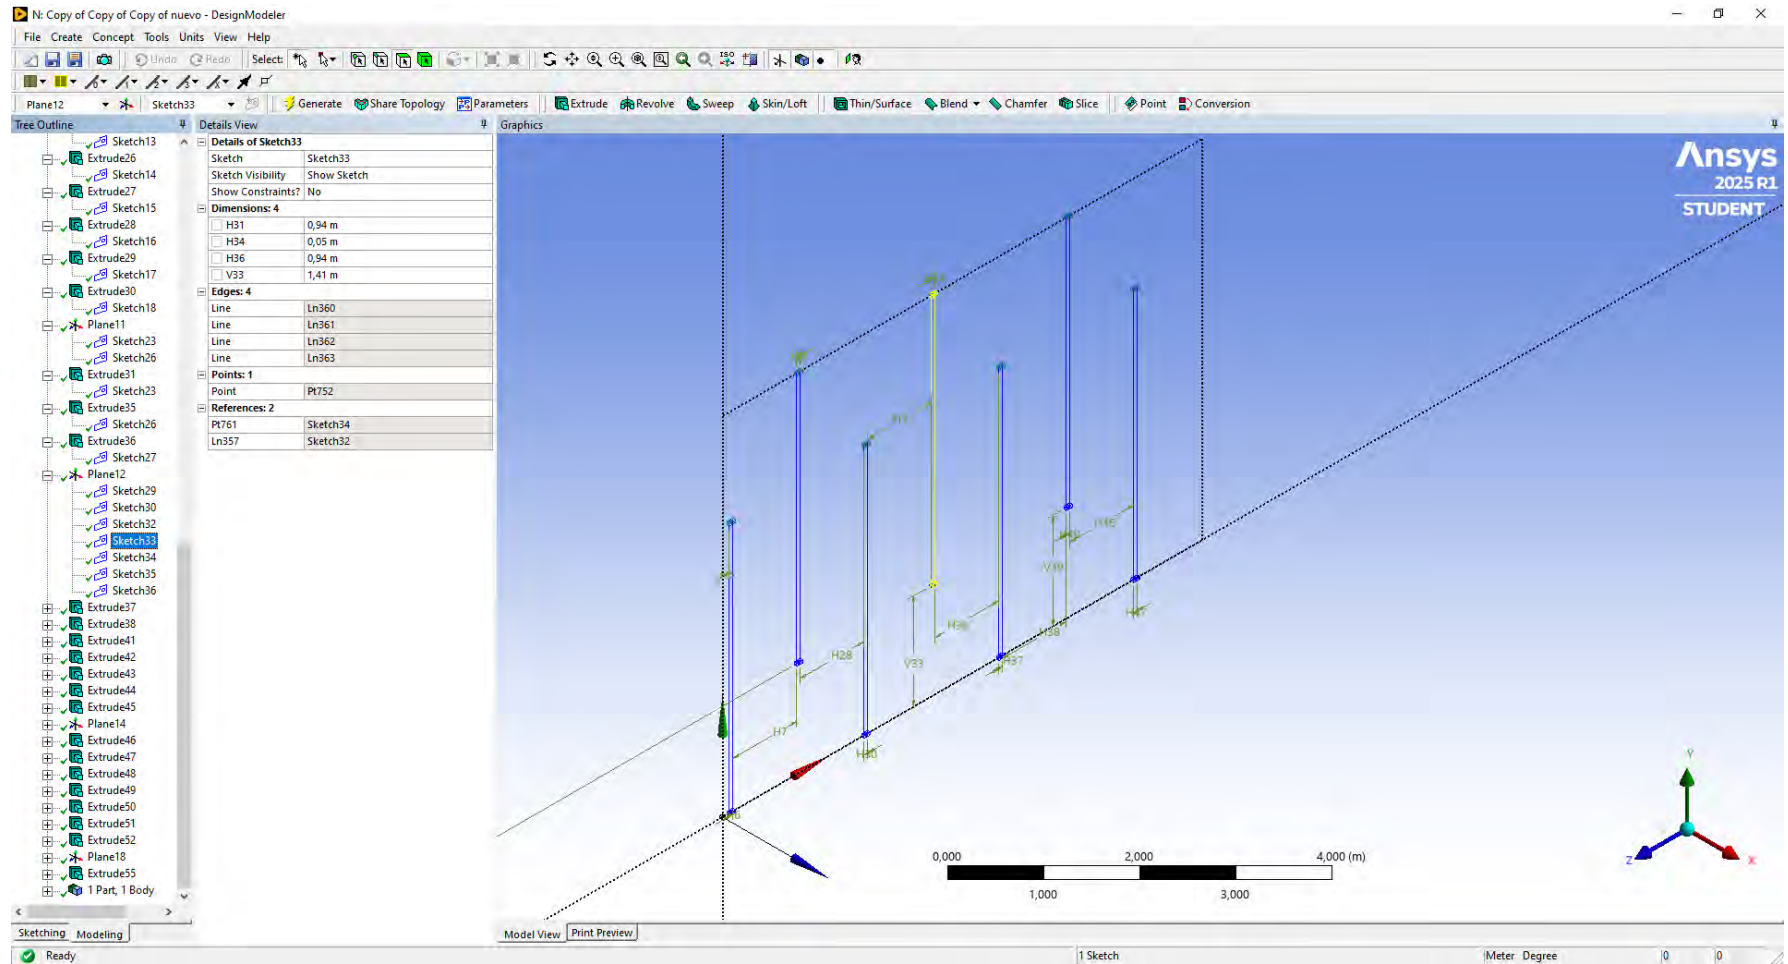 N: Copy of Copy of Copy of nuevo - DesignModeler
File Create Concept Tools Units View Help
Undo Redo Select: ISO
Plane12 Sketch33 Generate Share Topology Parameters Extrude Revolve Sweep Skin/Loft Thin/Surface Blend Chamfer Slice Point Conversion
Tree Outline
Sketch13
Extrude26
Sketch14
Extrude27
Sketch15
Extrude28
Sketch16
Extrude29
Sketch17
Extrude30
Sketch18
Plane11
Sketch23
Sketch26
Extrude31
Sketch23
Extrude35
Sketch26
Extrude36
Sketch27
Plane12
Sketch29
Sketch30
Sketch32
Sketch33
Sketch34
Sketch35
Sketch36
Extrude37
Extrude38
Extrude41
Extrude42
Extrude43
Extrude44
Extrude45
Plane14
Extrude46
Extrude47
Extrude48
Extrude49
Extrude50
Extrude51
Extrude52
Plane18
Extrude55
1 Part, 1 Body
Sketching Modeling
Details View
Details of Sketch33
Sketch Sketch33
Sketch Visibility Show Sketch
Show Constraints? No
Dimensions: 4
H31 0,94 m
H34 0,05 m
H36 0,94 m
V33 1,41 m
Edges: 4
Line Ln360
Line Ln361
Line Ln362
Line Ln363
Points: 1
Point Pt752
References: 2
Pt761 Sketch34
Ln357 Sketch32
Graphics
Ansys
2025 R1
STUDENT
H28
V33
H36
H37
H38
V39
H7
H30
0,000 2,000 4,000 (m)
1,000 3,000
Y
Z
X
Model View Print Preview
Ready 1 Sketch Meter Degree 0 0